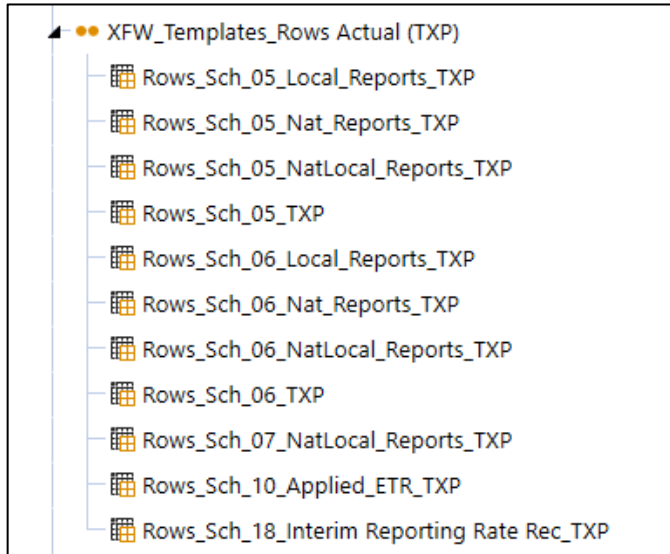 XFW_Templates_Rows Actual (TXP)
Rows_Sch_05_Local_Reports_TXP
Rows_Sch_05_Nat_Reports_TXP
Rows_Sch_05_NatLocal_Reports_TXP
Rows_Sch_05_TXP
Rows_Sch_06_Local_Reports_TXP
Rows_Sch_06_Nat_Reports_TXP
Rows_Sch_06_NatLocal_Reports_TXP
Rows_Sch_06_TXP
Rows_Sch_07_NatLocal_Reports_TXP
Rows_Sch_10_Applied_ETR_TXP
Rows_Sch_18_Interim Reporting Rate Rec_TXP